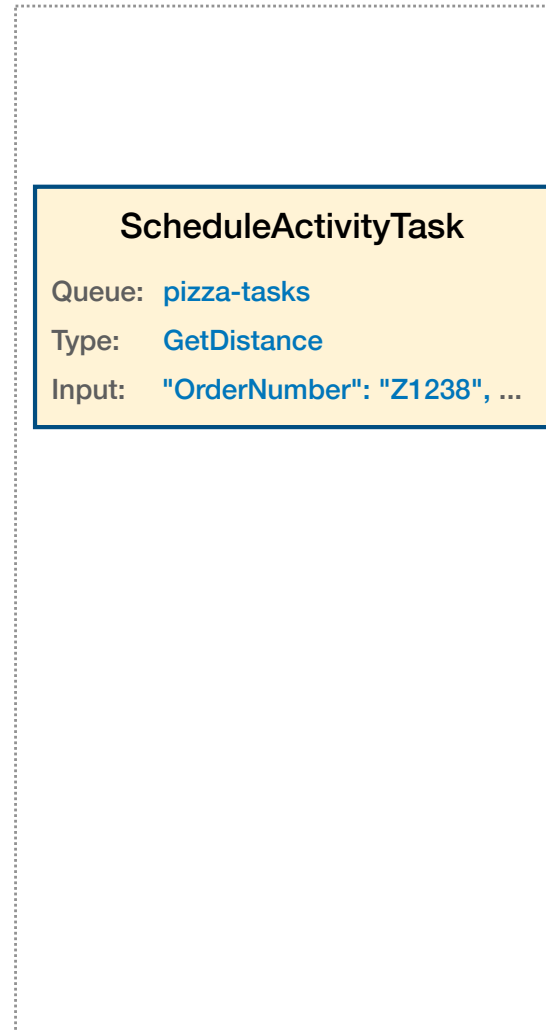 ScheduleActivityTask
Queue: pizza-tasks
Type: GetDistance
Input: "OrderNumber": "Z1238", ...